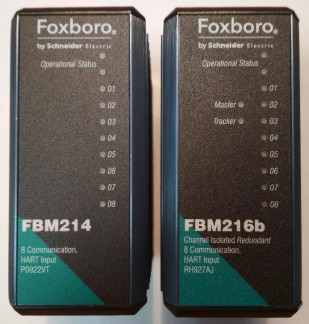 Foxboro®
by Schneider Electric
Operational Status
01
02
03
04
05
06
07
08
FBM214
8 Communication,
HART Input
P0922VT
Foxboro®
by Schneider Electric
Operational Status
01
Master 02
Tracker 03
04
05
06
07
08
FBM216b
Channel Isolated Redundant
8 Communication,
HART Input
RH927AJ